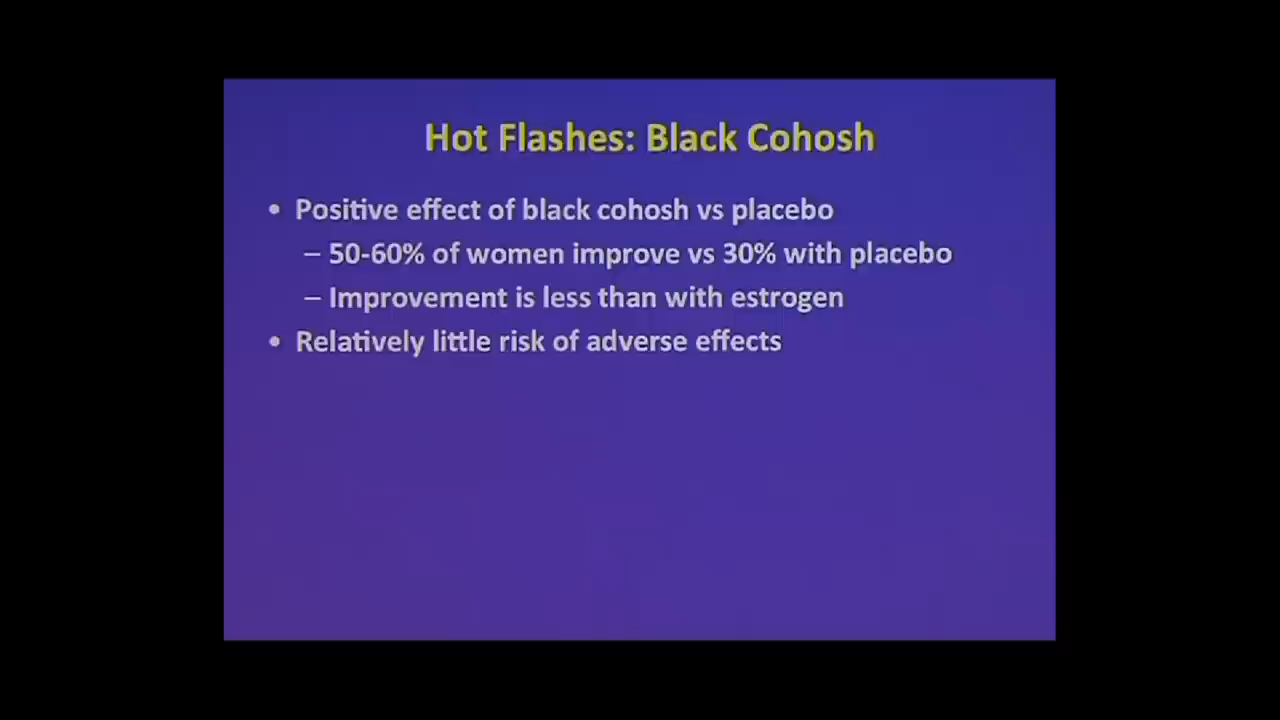 Hot Flashes: Black Cohosh
• Positive effect of black cohosh vs placebo
– 50-60% of women improve vs 30% with placebo
– Improvement is less than with estrogen
• Relatively little risk of adverse effects